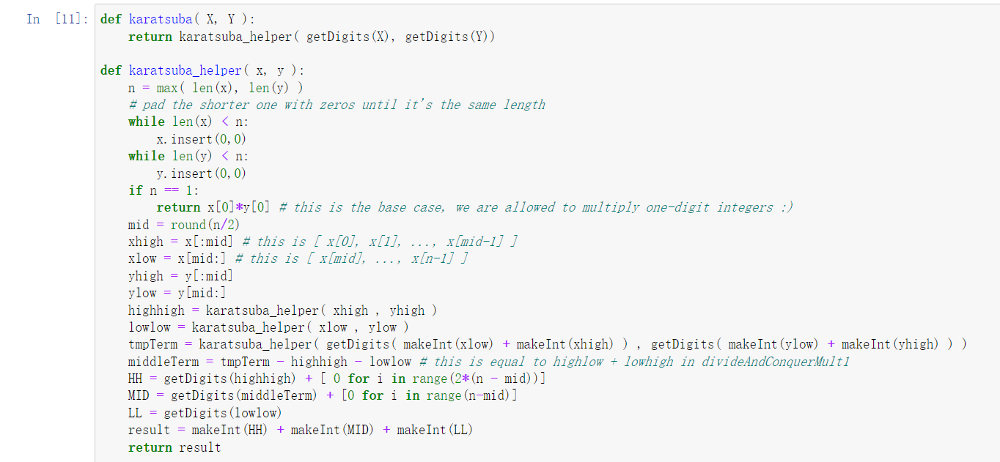 In [11]: def karatsuba( X, Y ):
    return karatsuba_helper( getDigits(X), getDigits(Y))

def karatsuba_helper( x, y ):
    n = max( len(x), len(y) )
    # pad the shorter one with zeros until it's the same length
    while len(x) < n:
        x.insert(0,0)
    while len(y) < n:
        y.insert(0,0)
    if n == 1:
        return x[0]*y[0] # this is the base case, we are allowed to multiply one-digit integers :)
    mid = round(n/2)
    xhigh = x[:mid] # this is [ x[0], x[1], ..., x[mid-1] ]
    xlow = x[mid:] # this is [ x[mid], ..., x[n-1] ]
    yhigh = y[:mid]
    ylow = y[mid:]
    highhigh = karatsuba_helper( xhigh , yhigh )
    lowlow = karatsuba_helper( xlow , ylow )
    tmpTerm = karatsuba_helper( getDigits( makeInt(xlow) + makeInt(xhigh) ) , getDigits( makeInt(ylow) + makeInt(yhigh) ) )
    middleTerm = tmpTerm - highhigh - lowlow # this is equal to highlow + lowhigh in divideAndConquerMult1
    HH = getDigits(highhigh) + [ 0 for i in range(2*(n - mid))]
    MID = getDigits(middleTerm) + [0 for i in range(n-mid)]
    LL = getDigits(lowlow)
    result = makeInt(HH) + makeInt(MID) + makeInt(LL)
    return result